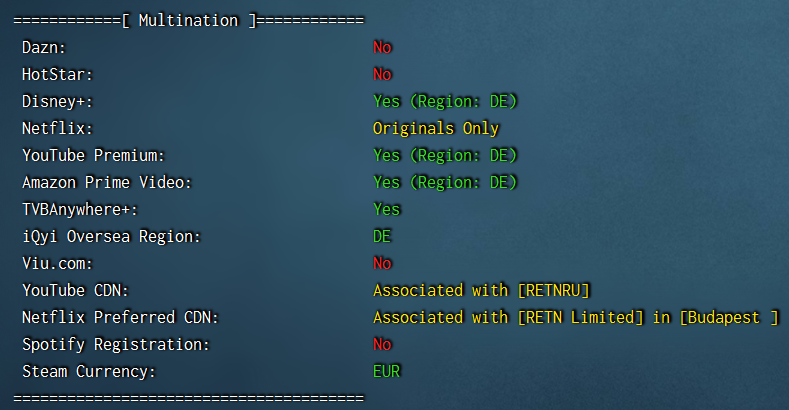 ============[ Multination ]============
Dazn: No
HotStar: No
Disney+: Yes (Region: DE)
Netflix: Originals Only
YouTube Premium: Yes (Region: DE)
Amazon Prime Video: Yes (Region: DE)
TVBAnywhere+: Yes
iQyi Oversea Region: DE
Viu.com: No
YouTube CDN: Associated with [RETNRU]
Netflix Preferred CDN: Associated with [RETN Limited] in [Budapest ]
Spotify Registration: No
Steam Currency: EUR
=======================================